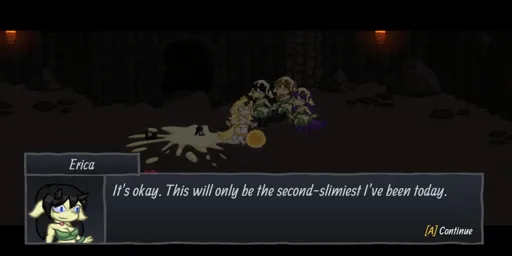 Erica
It's okay. This will only be the second-slimiest I've been today.
[A] Continue